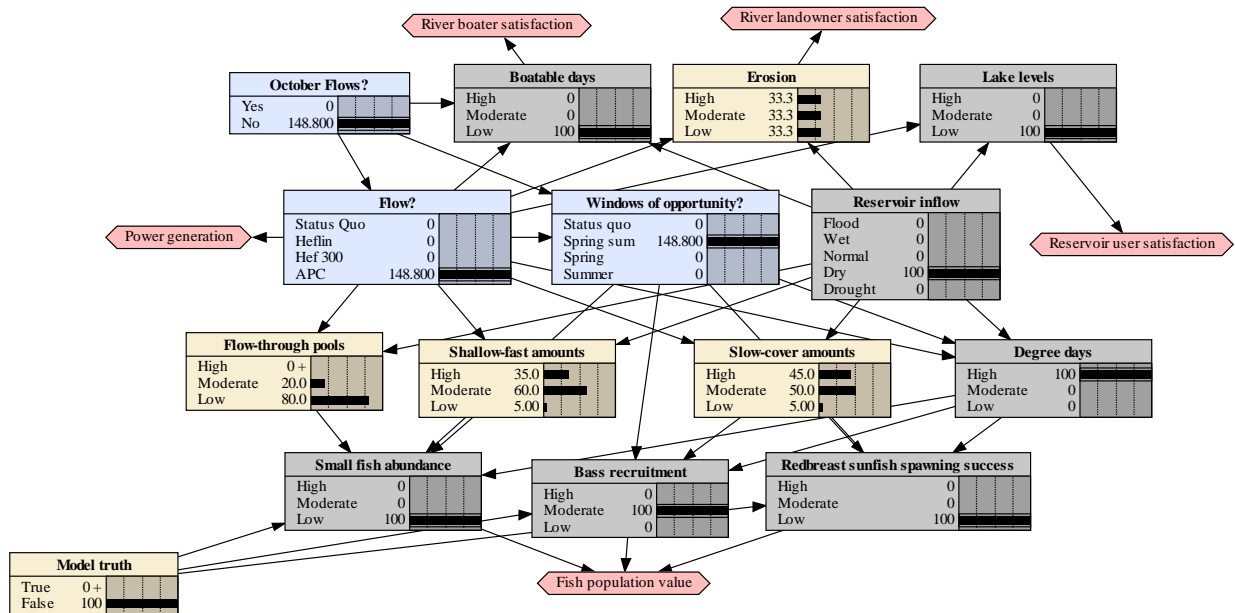 River boater satisfaction
River landowner satisfaction
October Flows?
Yes 0
No 148.800
Boatable days
High 0
Moderate 0
Low 100
Erosion
High 33.3
Moderate 33.3
Low 33.3
Lake levels
High 0
Moderate 0
Low 100
Flow?
Status Quo 0
Heflin 0
Hef 300 0
APC 148.800
Windows of opportunity?
Status quo 0
Spring sum 148.800
Spring 0
Summer 0
Reservoir inflow
Flood 0
Wet 0
Normal 0
Dry 100
Drought 0
Power generation
Reservoir user satisfaction
Flow-through pools
High 0 +
Moderate 20.0
Low 80.0
Shallow-fast amounts
High 35.0
Moderate 60.0
Low 5.00
Slow-cover amounts
High 45.0
Moderate 50.0
Low 5.00
Degree days
High 100
Moderate 0
Low 0
Small fish abundance
High 0
Moderate 0
Low 100
Bass recruitment
High 0
Moderate 100
Low 0
Redbreast sunfish spawning success
High 0
Moderate 0
Low 100
Model truth
True 0 +
False 100
Fish population value